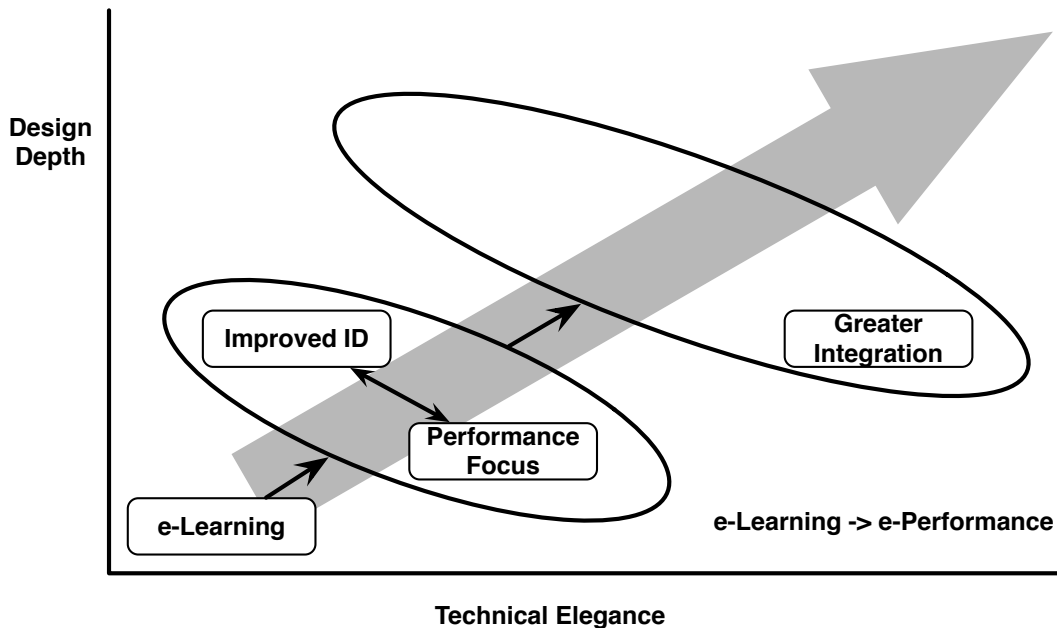 Design
Depth
Improved ID
Greater
Integration
Performance
Focus
e-Learning
e-Learning -> e-Performance
Technical Elegance